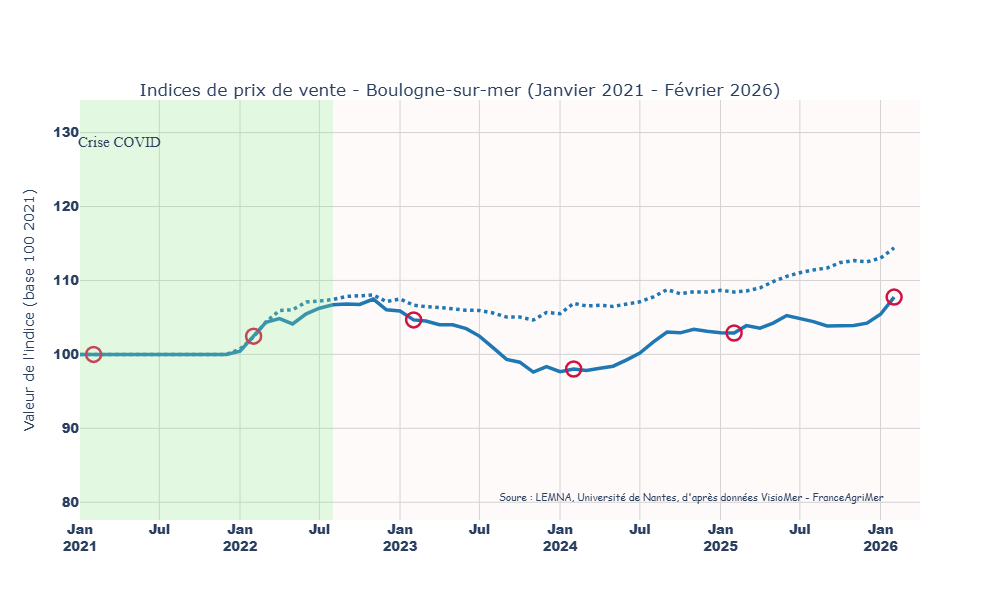 Indices de prix de vente - Boulogne-sur-mer (Janvier 2021 - Février 2026)
130
Crise COVID
120
110
100
90
80
Valeur de l'indice (base 100 2021)
Soure : LEMNA, Université de Nantes, d'après données VisioMer - FranceAgriMer
Jan Jul Jan Jul Jan Jul Jan Jul Jan Jul Jan
2021 2022 2023 2024 2025 2026